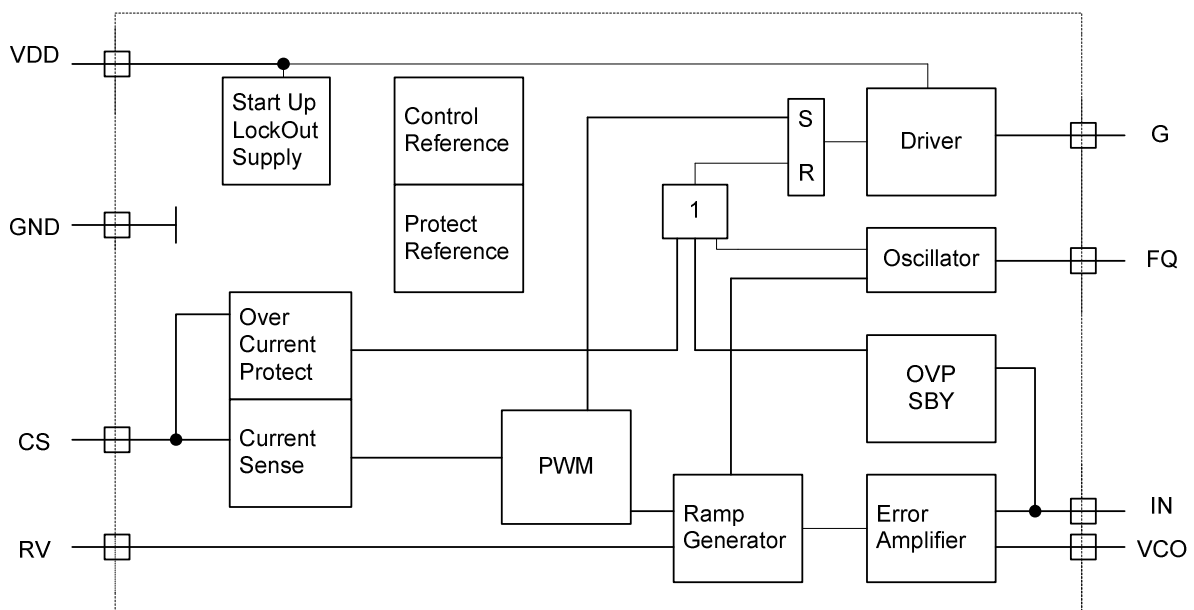 VDD
Start Up
LockOut
Supply
Control
Reference
S
R
Driver
G
GND
Protect
Reference
1
Oscillator
FQ
Over
Current
Protect
OVP
SBY
CS
Current
Sense
PWM
Ramp
Generator
Error
Amplifier
IN
RV
VCO